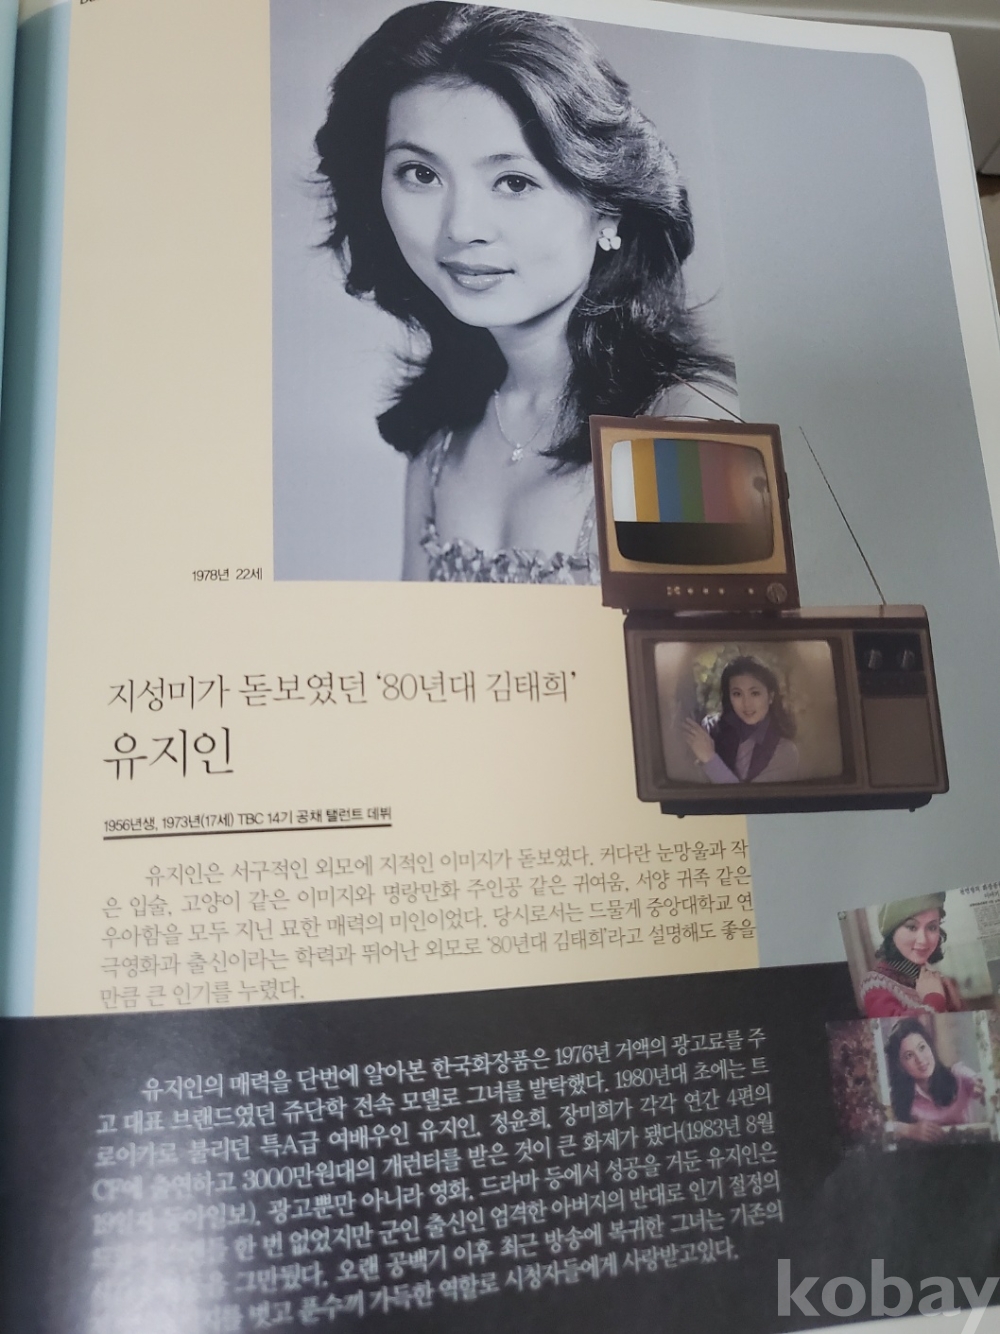 1978년 22세
지성미가 돋보였던 '80년대 김태희'
유지인
1956년생, 1973년(17세) TBC 14기 공채 탤런트 데뷔
유지인은 서구적인 외모에 지적인 이미지가 돋보였다. 커다란 눈망울과 작
은 입술, 고양이 같은 이미지와 명랑만화 주인공 같은 귀여움, 서양 귀족 같은
우아함을 모두 지닌 묘한 매력의 미인이었다. 당시로서는 드물게 중앙대학교 연
극영화과 출신이라는 학력과 뛰어난 외모로 '80년대 김태희'라고 설명해도 좋을
만큼 큰 인기를 누렸다.
유지인의 매력을 단번에 알아본 한국화장품은 1976년 거액의 광고료를 주
고 대표 브랜드였던 쥬단학 전속 모델로 그녀를 발탁했다. 1980년대 초에는 트
로이카로 불리던 특A급 여배우인 유지인, 정윤희, 장미희가 각각 연간 4편의
CF에 출연하고 3000만원대의 개런티를 받은 것이 큰 화제가 됐다(1983년 8월
19일자 동아일보). 광고뿐만 아니라 영화, 드라마 등에서 성공을 거둔 유지인은
한 번 없었지만 군인 출신인 엄격한 아버지의 반대로 인기 절정의
그만뒀다. 오랜 공백기 이후 최근 방송에 복귀한 그녀는 기존의
벗고 푼수끼 가득한 역할로 시청자들에게 사랑받고있다.
kobay